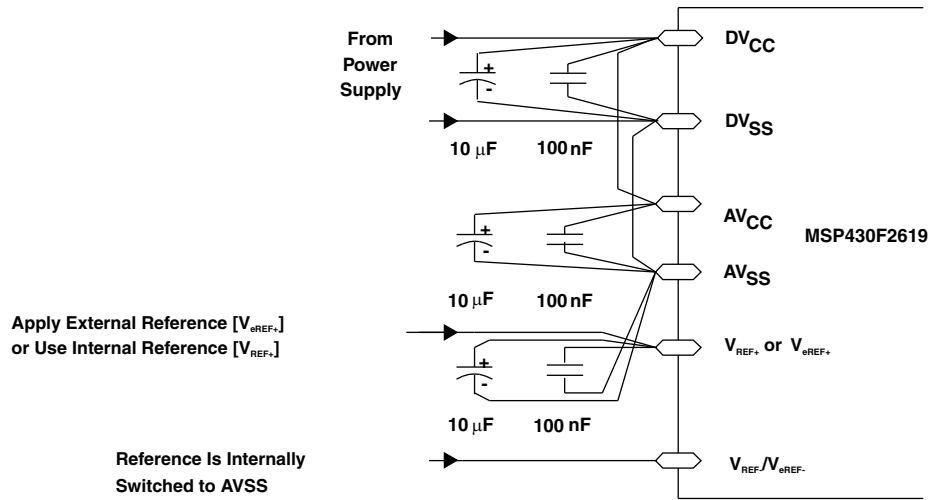 From
Power
Supply
+
-
10 μF
100 nF
DVCC
DVSS
+
-
10 μF
100 nF
AVCC
AVSS
MSP430F2619
Apply External Reference [VeREF+]
or Use Internal Reference [VREF+]
+
-
10 μF
100 nF
VREF+ or VeREF+
Reference Is Internally
Switched to AVSS
VREF-/VeREF-